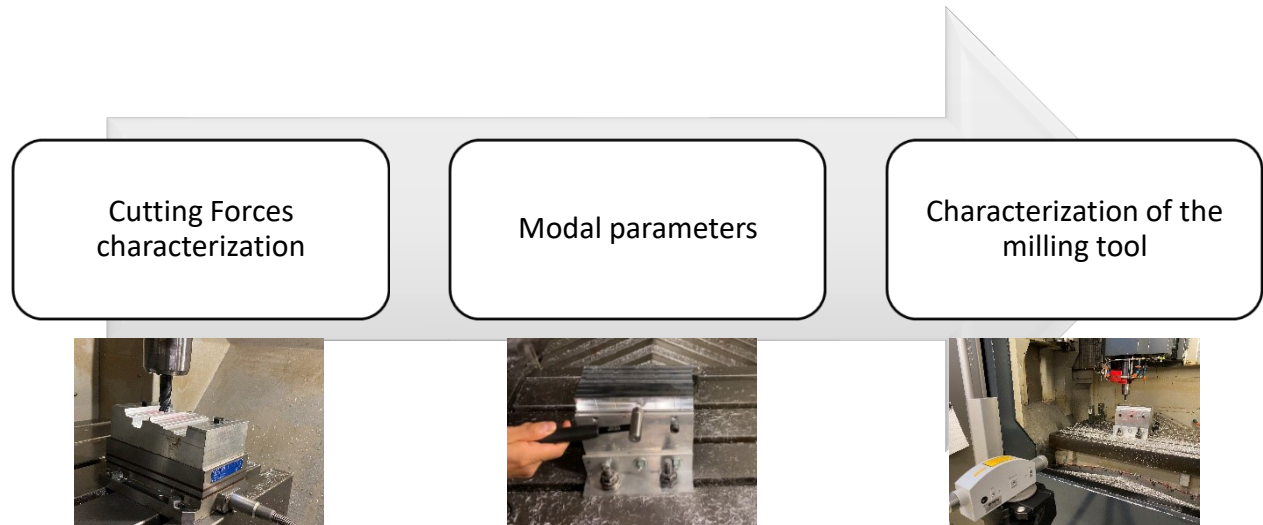 Cutting Forces
characterization
Modal parameters
Characterization of the
milling tool